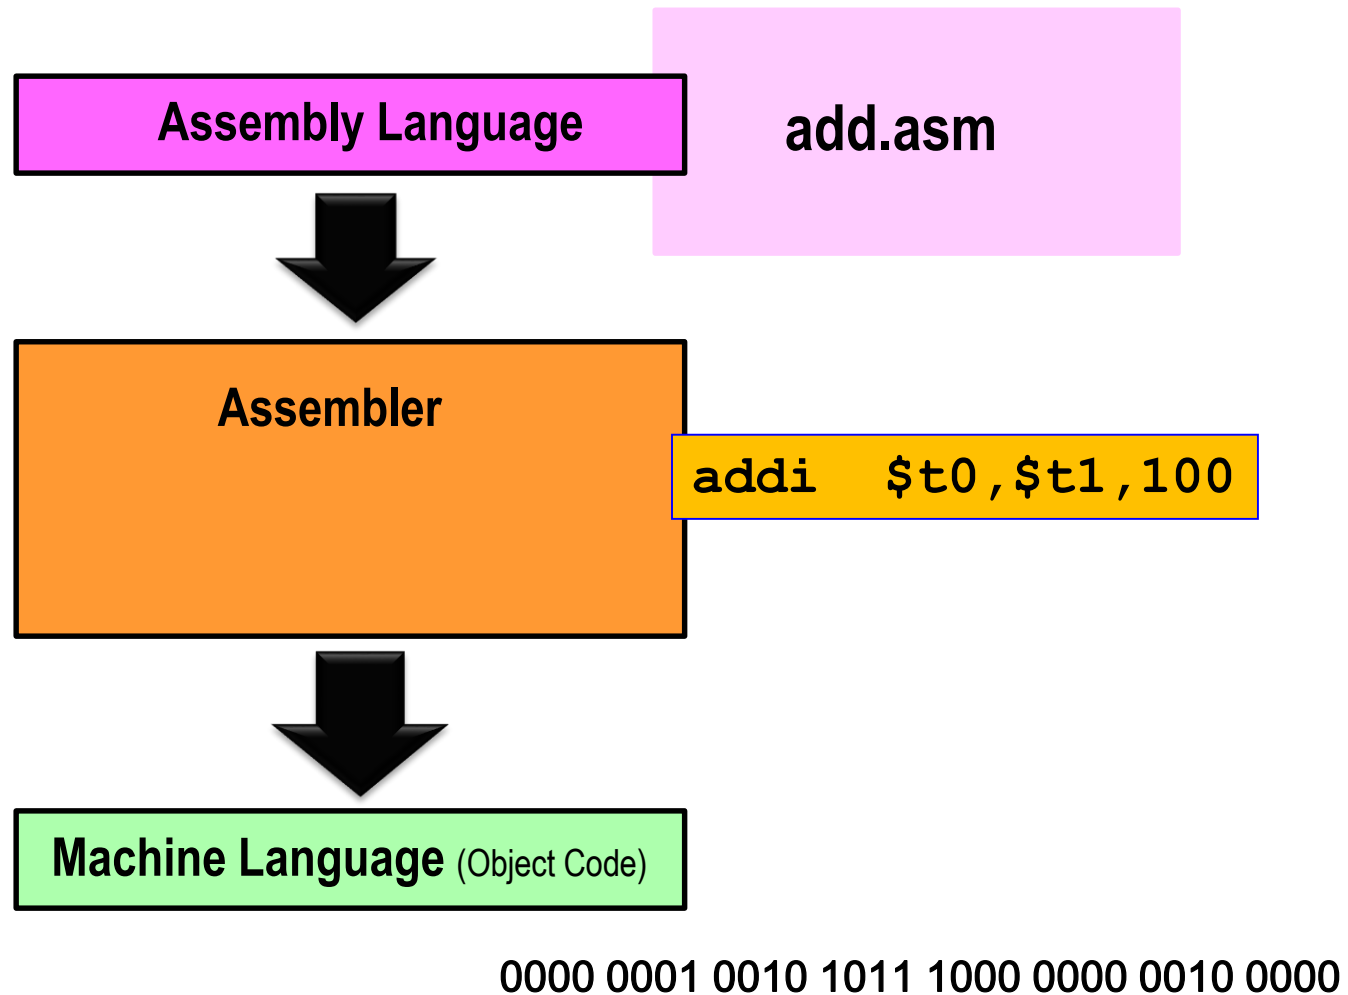 Assembly Language
add.asm
Assembler
addi $t0,$t1,100
Machine Language (Object Code)
0000 0001 0010 1011 1000 0000 0010 0000